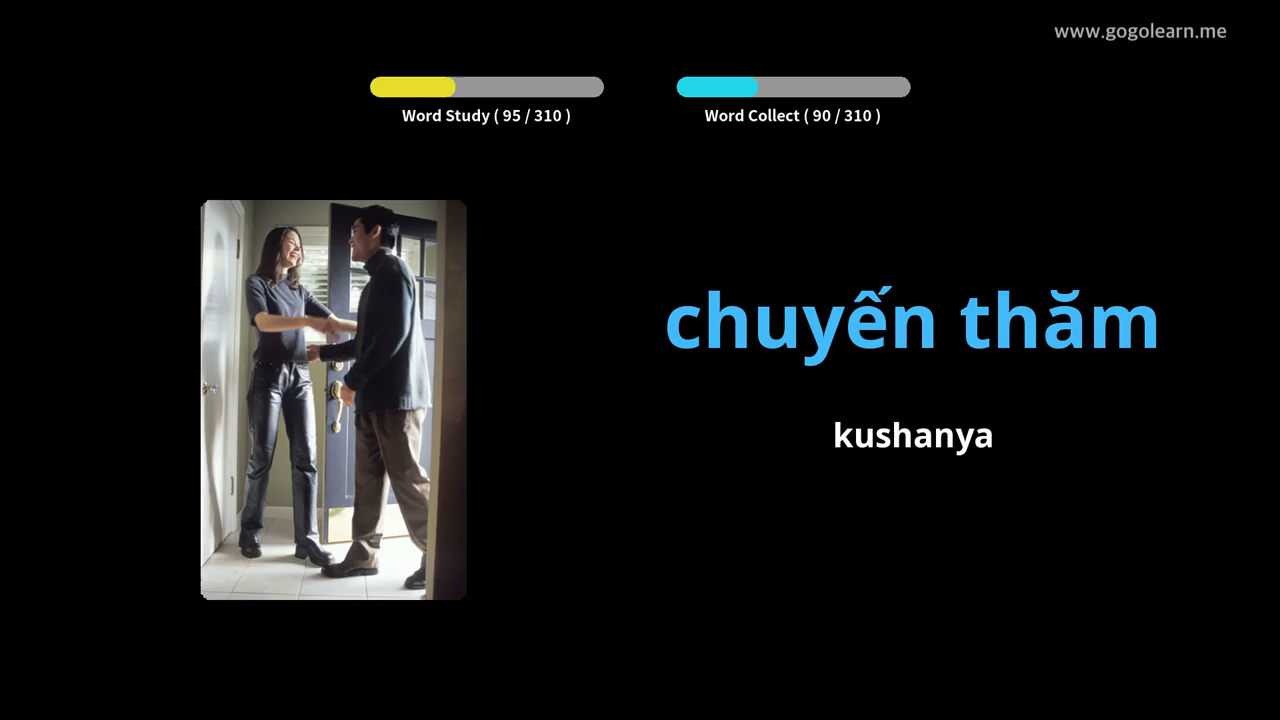 www.gogolearn.me
Word Study ( 95 / 310 )
Word Collect ( 90 / 310 )
chuyến thăm
kushanya